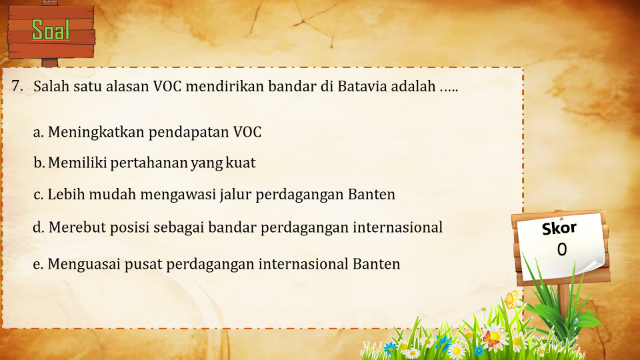 Soal
7. Salah satu alasan VOC mendirikan bandar di Batavia adalah .....
a. Meningkatkan pendapatan VOC
b. Memiliki pertahanan yang kuat
c. Lebih mudah mengawasi jalur perdagangan Banten
d. Merebut posisi sebagai bandar perdagangan internasional
e. Menguasai pusat perdagangan internasional Banten
Skor
0